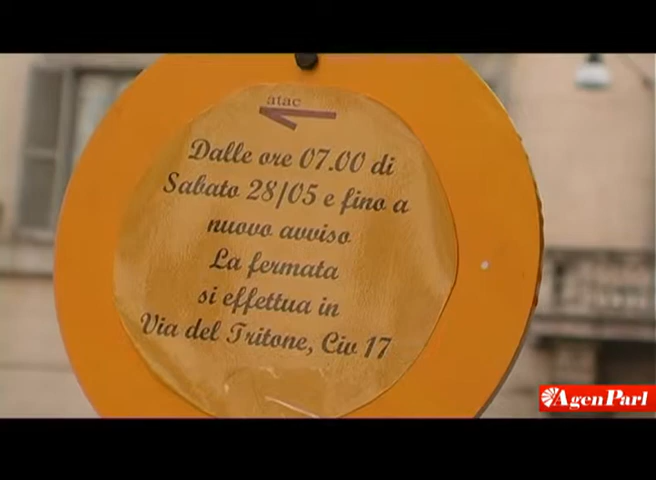 atac
Dalle ore 07.00 di
Sabato 28/05 e fino a
nuovo avviso
La fermata
si effettua in
Via del Tritone, Civ 17
AgenParl